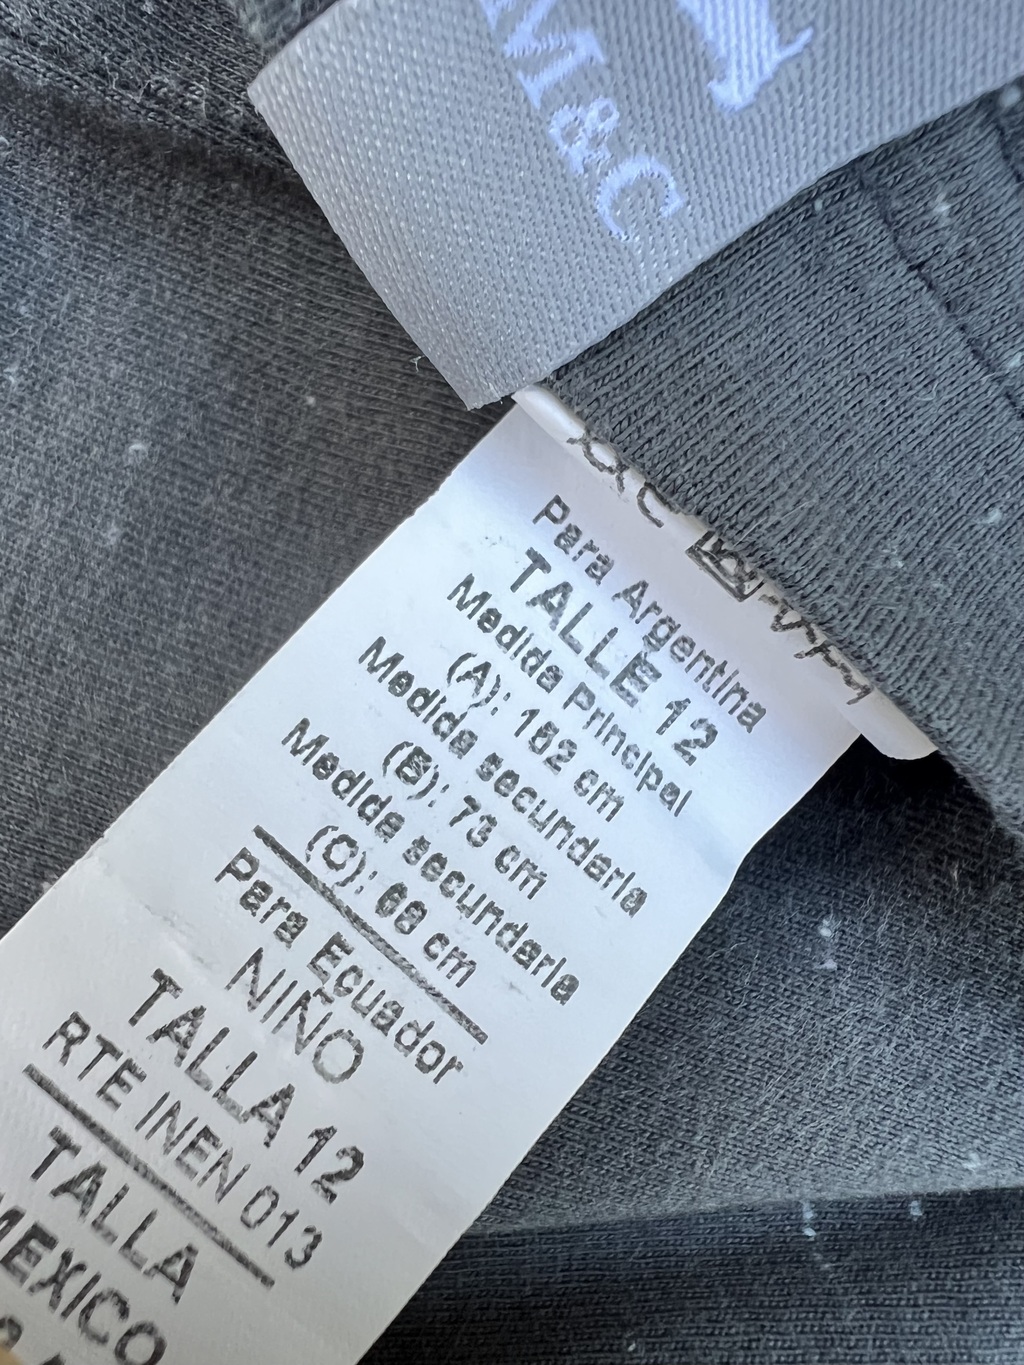 M&C
Para Argentina
TALLE 12
Medida Principal
(A): 152 cm
Medida secundaria
(B): 73 cm
Medida secundaria
(C): 68 cm
Para Ecuador
NIÑO
TALLA 12
RTE INEN 013
TALLA
MEXICO